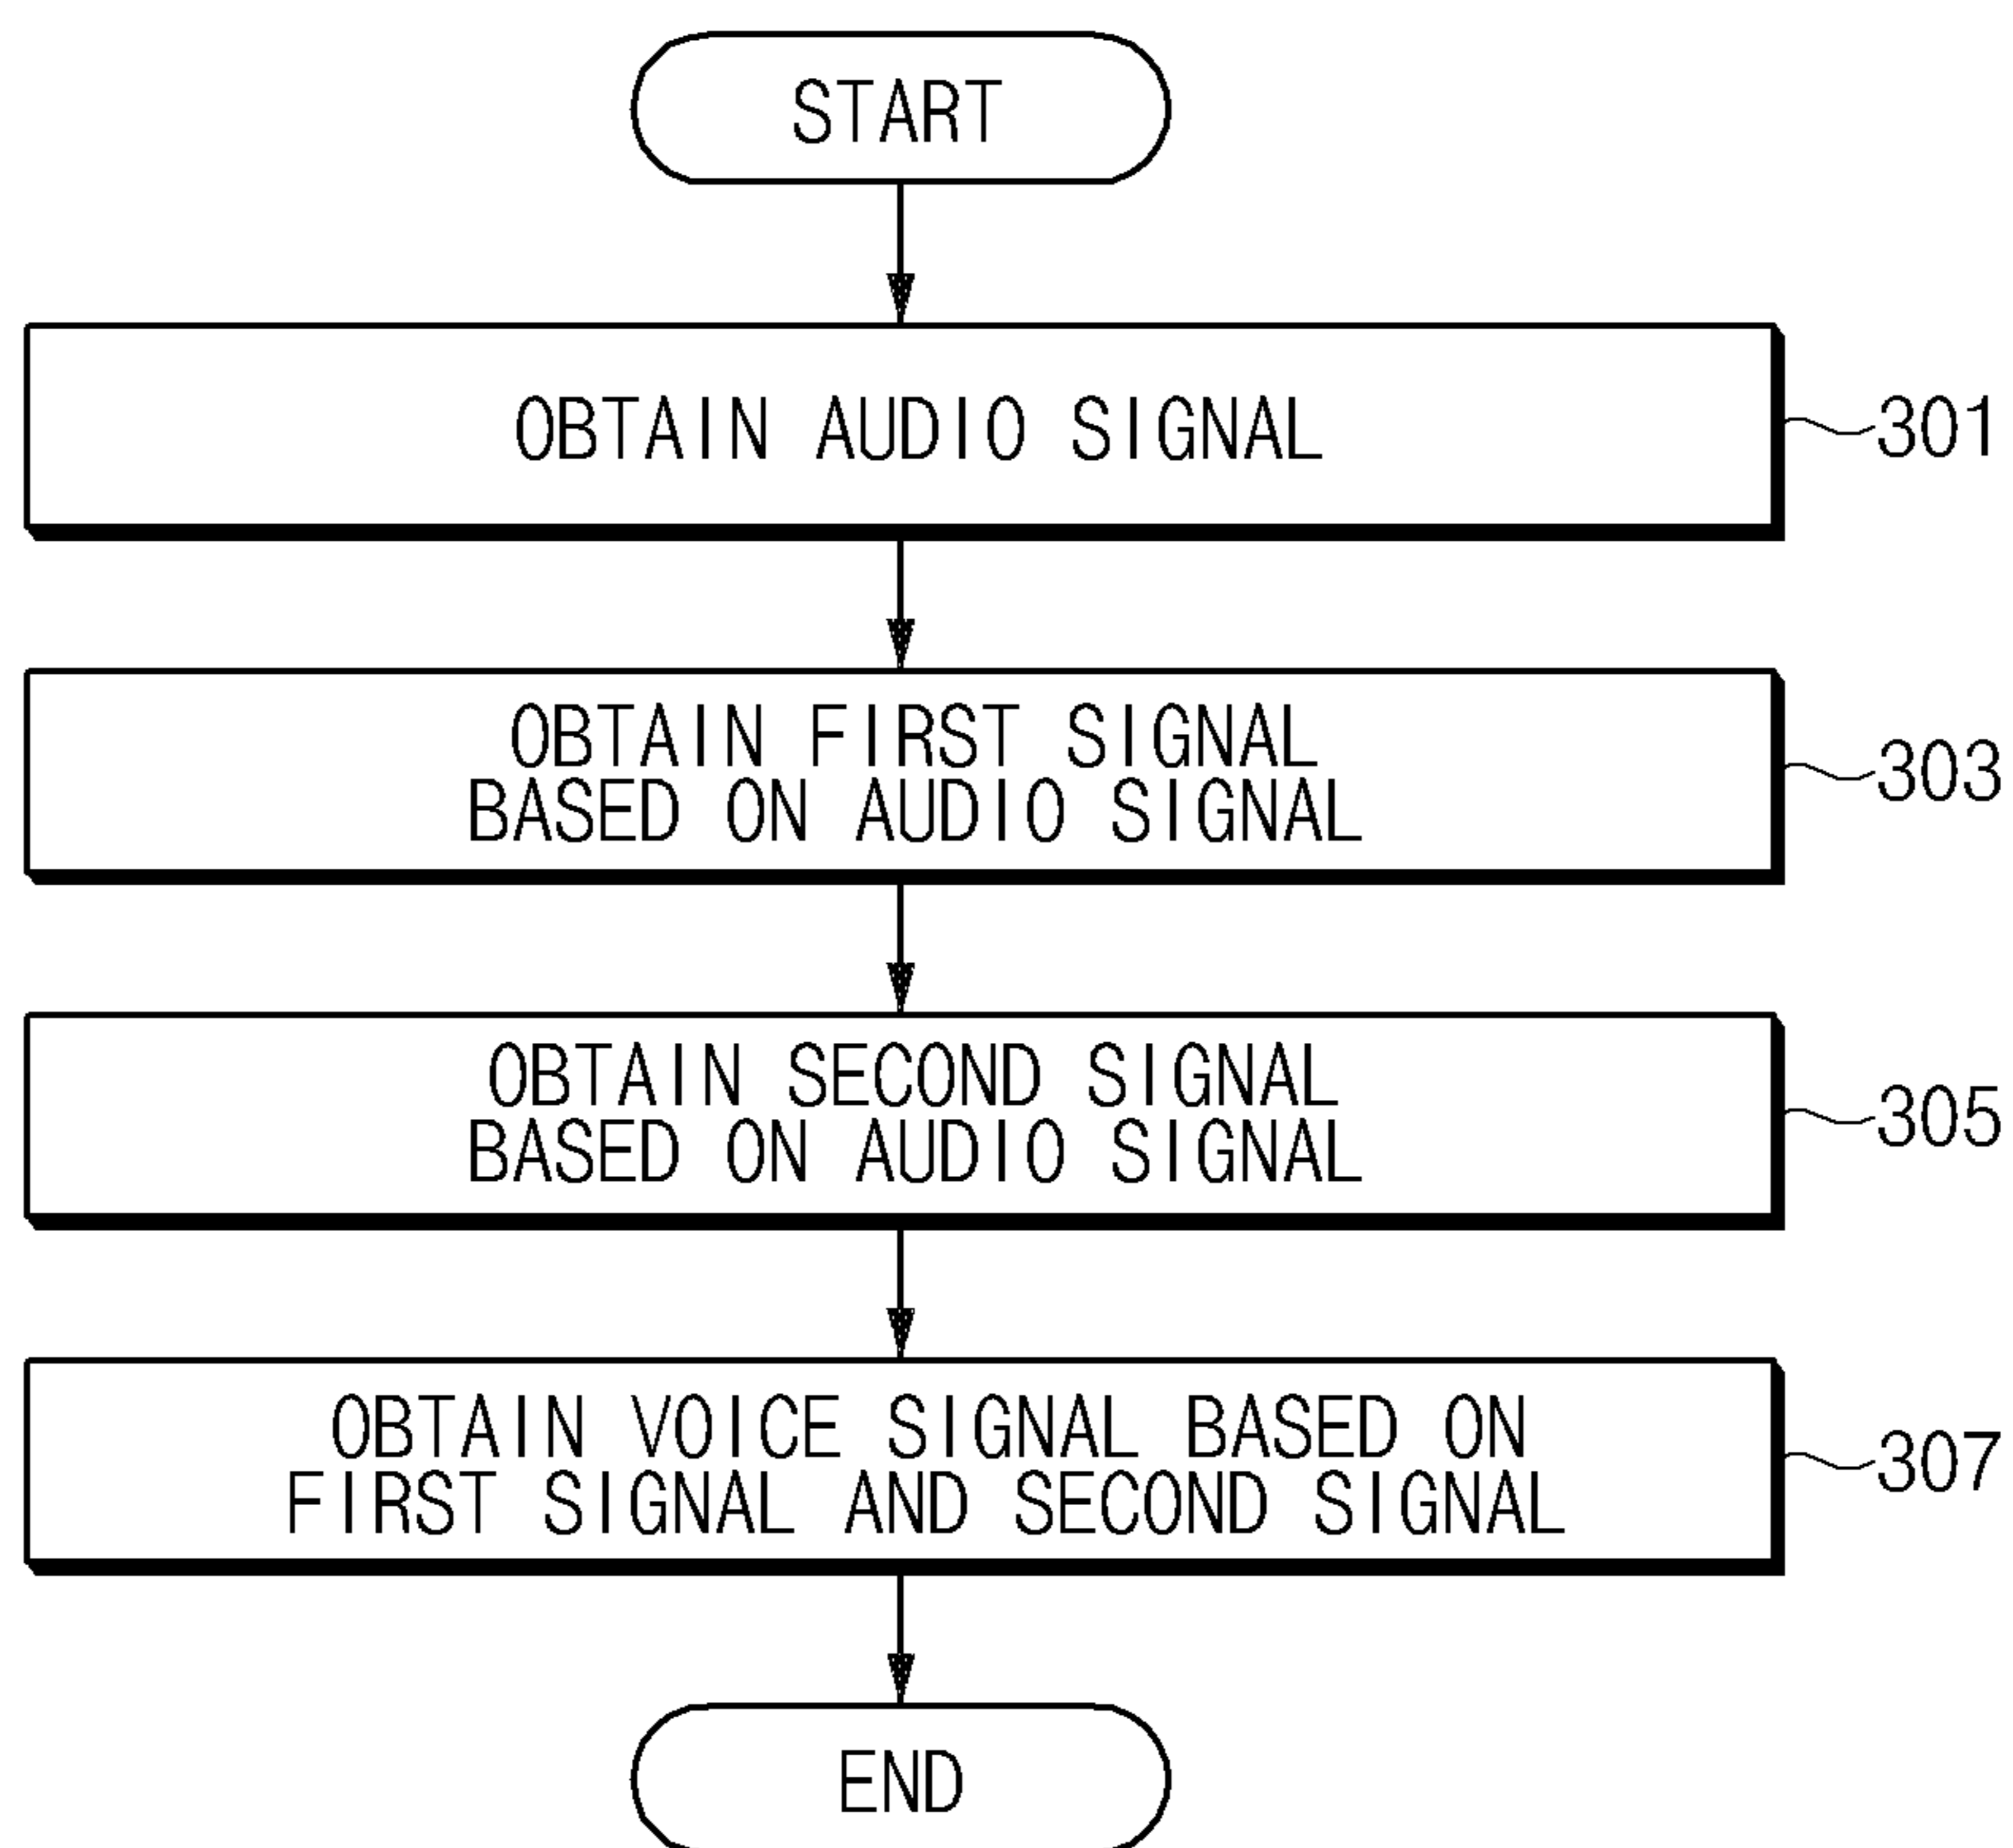 START
OBTAIN AUDIO SIGNAL
301
OBTAIN FIRST SIGNAL
BASED ON AUDIO SIGNAL
303
OBTAIN SECOND SIGNAL
BASED ON AUDIO SIGNAL
305
OBTAIN VOICE SIGNAL BASED ON
FIRST SIGNAL AND SECOND SIGNAL
307
END